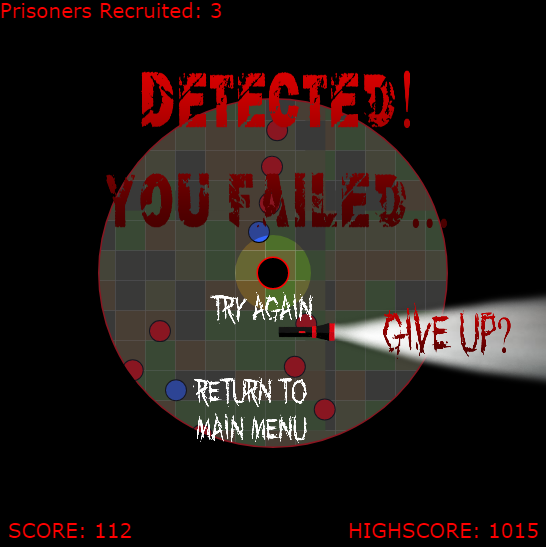 Prisoners Recruited: 3
DETECTED!
YOU FAILED...
TRY AGAIN
GIVE UP?
RETURN TO
MAIN MENU
SCORE: 112
HIGHSCORE: 1015